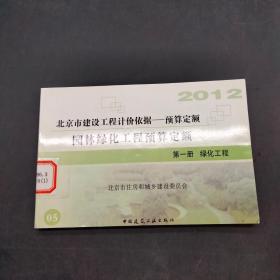 2012
北京市建设工程计价依据——预算定额
园林绿化工程预算定额
第一册 绿化工程
北京市住房和城乡建设委员会
05
中国建筑工业出版社